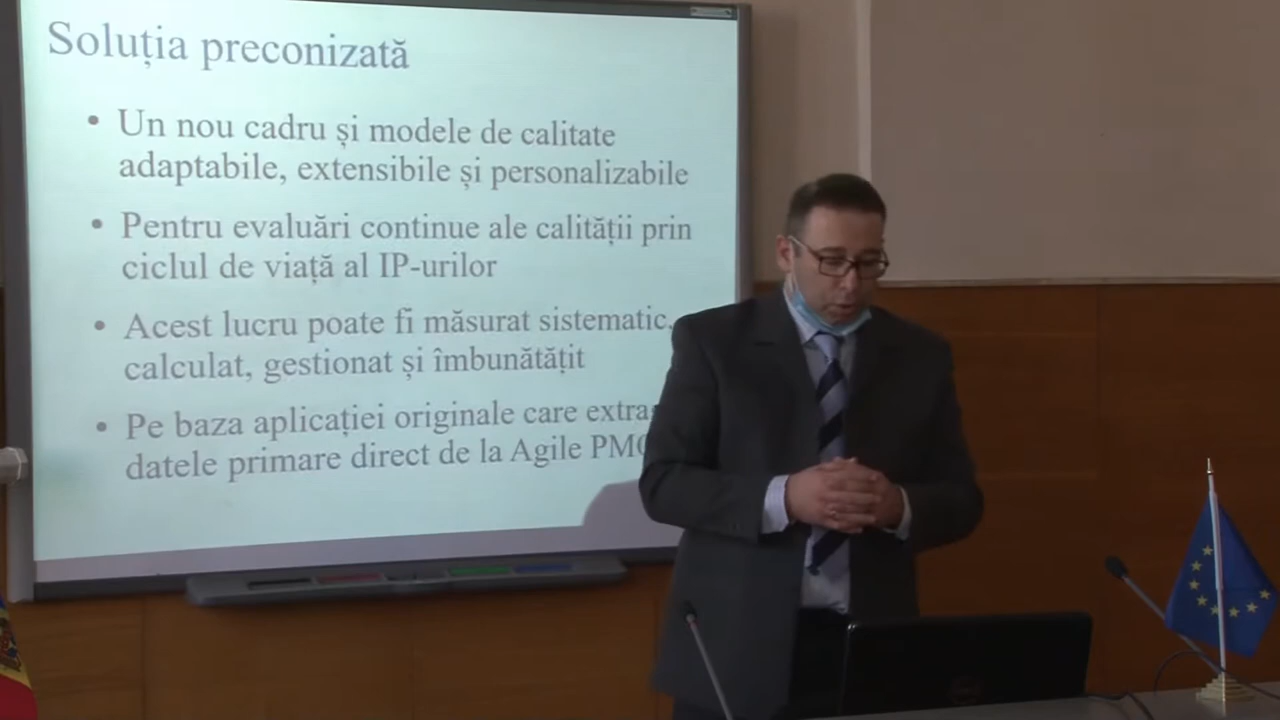 Soluția preconizată
• Un nou cadru și modele de calitate
adaptabile, extensibile și personalizabile
• Pentru evaluări continue ale calității prin
ciclul de viață al IP-urilor
• Acest lucru poate fi măsurat sistematic,
calculat, gestionat și îmbunătățit
• Pe baza aplicației originale care
datele primare direct de la Agile